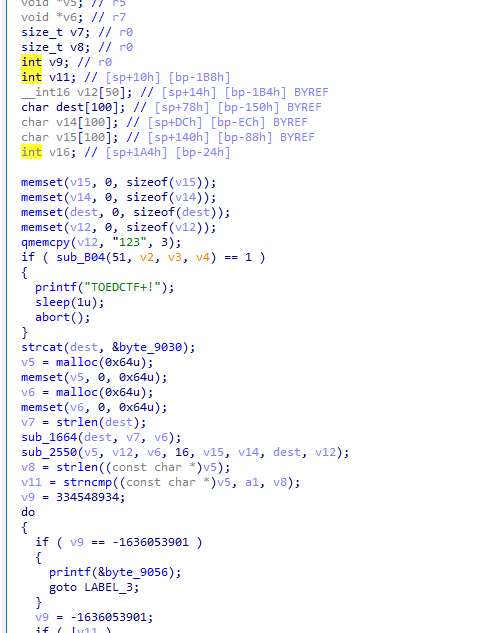 void *v5; // r5
void *v6; // r7
size_t v7; // r0
size_t v8; // r0
int v9; // r0
int v11; // [sp+10h] [bp-1B8h]
__int16 v12[50]; // [sp+14h] [bp-1B4h] BYREF
char dest[100]; // [sp+78h] [bp-150h] BYREF
char v14[100]; // [sp+DCh] [bp-ECh] BYREF
char v15[100]; // [sp+140h] [bp-88h] BYREF
int v16; // [sp+1A4h] [bp-24h]
memset(v15, 0, sizeof(v15));
memset(v14, 0, sizeof(v14));
memset(dest, 0, sizeof(dest));
memset(v12, 0, sizeof(v12));
qmemcpy(v12, "123", 3);
if ( sub_B04(51, v2, v3, v4) == 1 )
{
printf("TOEDCTF+!");
sleep(1u);
abort();
}
strcat(dest, &byte_9030);
v5 = malloc(0x64u);
memset(v5, 0, 0x64u);
v6 = malloc(0x64u);
memset(v6, 0, 0x64u);
v7 = strlen(dest);
sub_1664(dest, v7, v6);
sub_2550(v5, v12, v6, 16, v15, v14, dest, v12);
v8 = strlen((const char *)v5);
v11 = strncmp((const char *)v5, a1, v8);
v9 = 334548934;
do
{
if ( v9 == -1636053901 )
{
printf(&byte_9056);
goto LABEL_3;
}
v9 = -1636053901;
if ( !v11 )